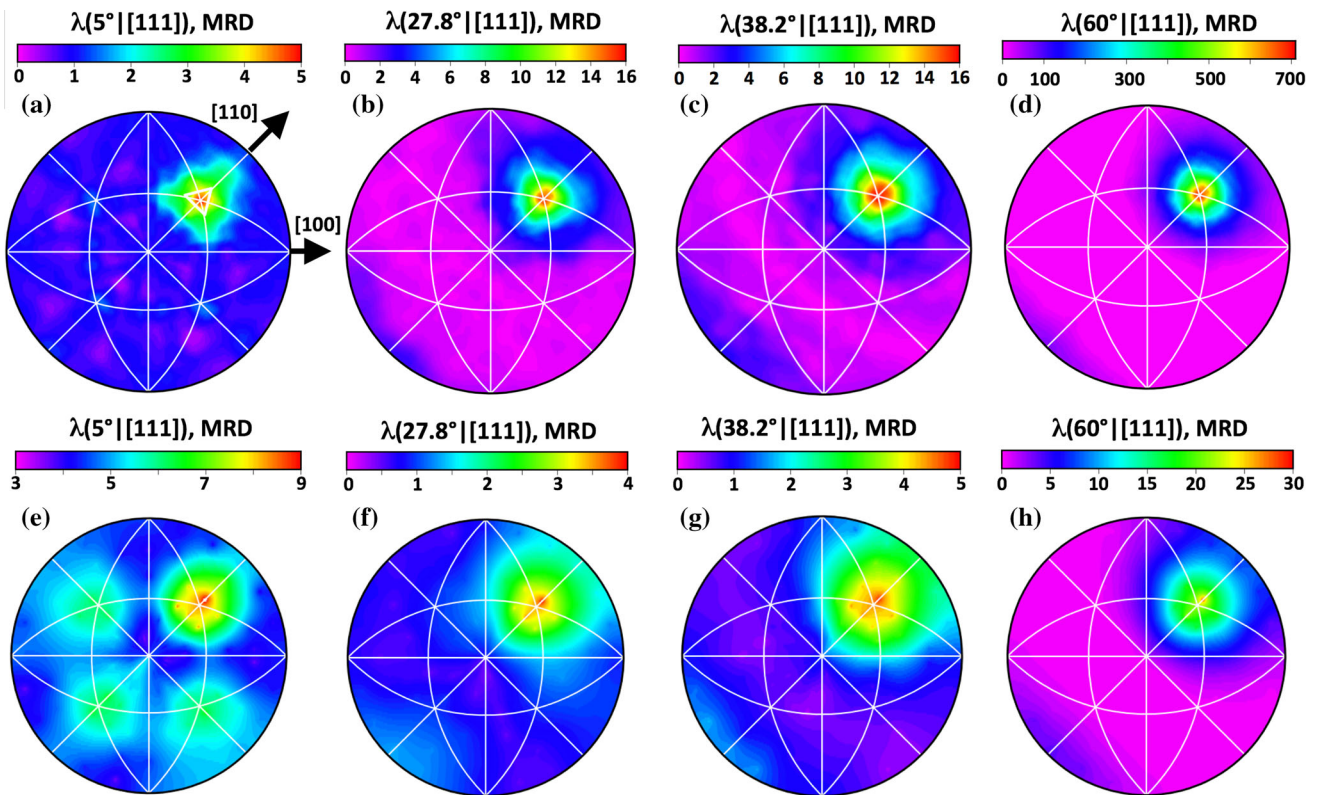 λ(5°|[111]), MRD
0 1 2 3 4 5
(a)
[110]
[100]
λ(27.8°|[111]), MRD
0 2 4 6 8 10 12 14 16
(b)
λ(38.2°|[111]), MRD
0 2 4 6 8 10 12 14 16
(c)
λ(60°|[111]), MRD
0 100 300 500 700
(d)
λ(5°|[111]), MRD
3 5 7 9
(e)
λ(27.8°|[111]), MRD
0 1 2 3 4
(f)
λ(38.2°|[111]), MRD
0 1 2 3 4 5
(g)
λ(60°|[111]), MRD
0 5 10 15 20 25 30
(h)